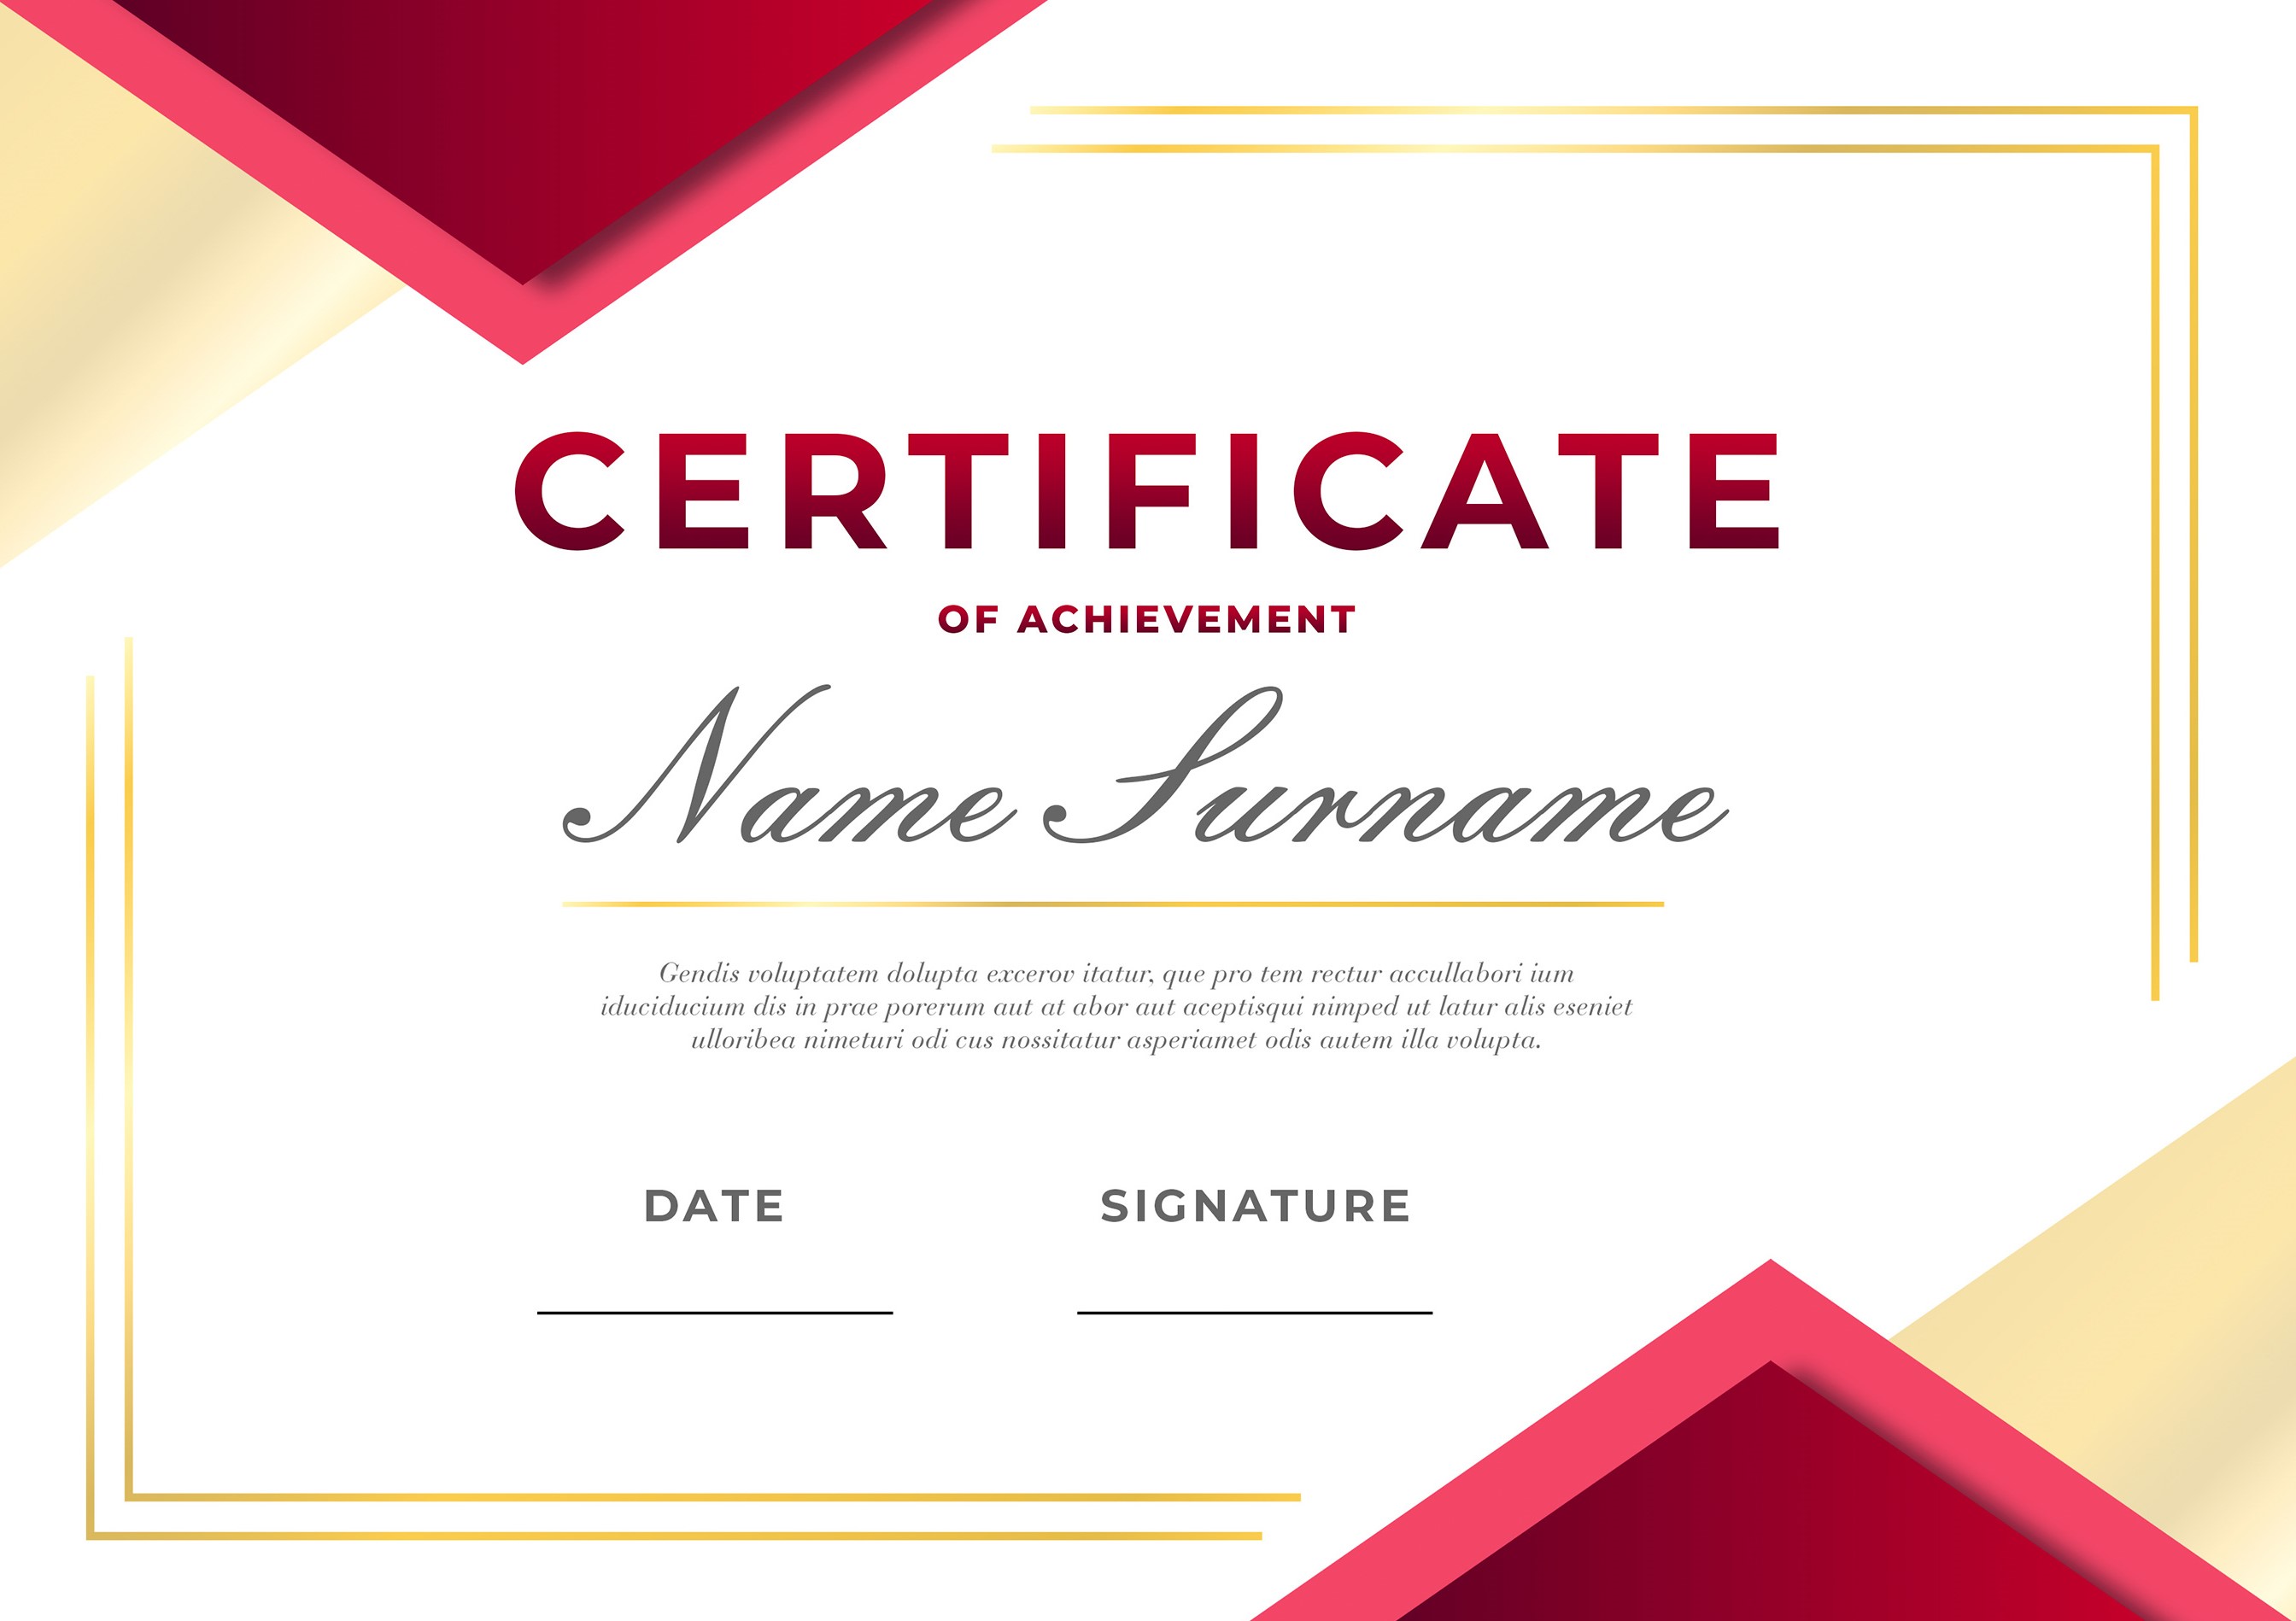 CERTIFICATE
OF ACHIEVEMENT
Name Surname
Gendis voluptatem dolupta excerov itatur, que pro tem rectur accullabori ium
iduciducium dis in prae porerum aut at abor aut aceptisqui nimped ut latur alis eseniet
ulloribea nimeturi odi cus nossitatur asperiamet odis autem illa volupta.
DATE SIGNATURE